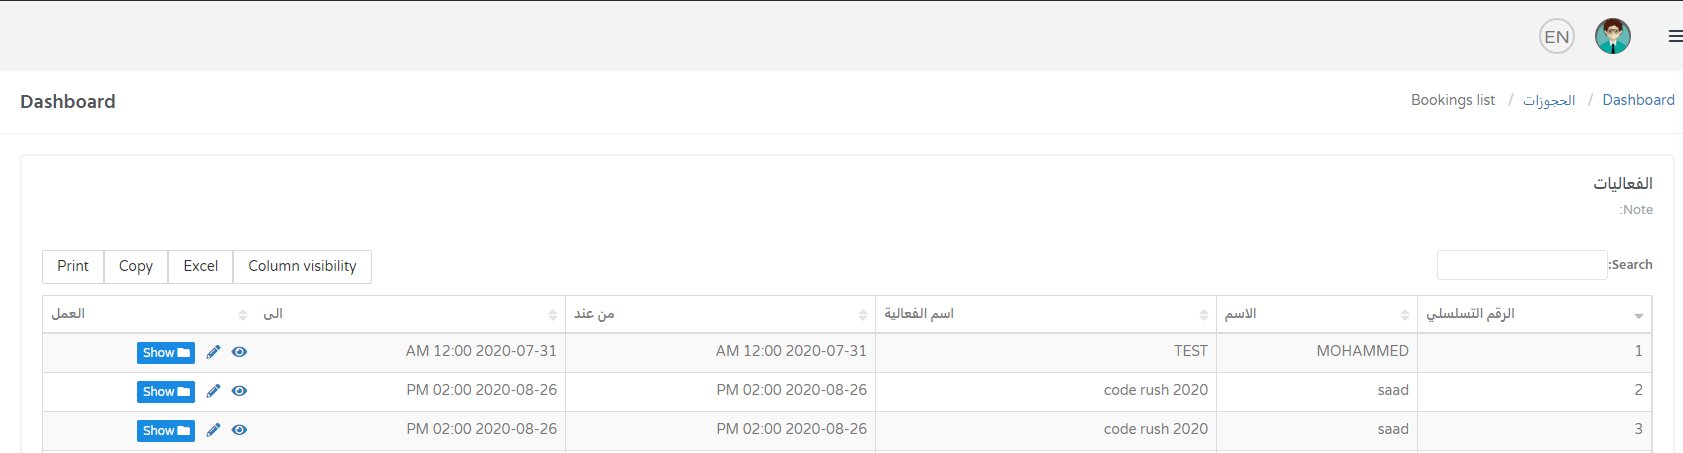 EN
Dashboard / الحجوزات / Bookings list
Dashboard
الفعاليات
Note:
Search:
Print Copy Excel Column visibility
الرقم التسلسلي الاسم اسم الفعالية من عند الى العمل
1 MOHAMMED TEST 2020-07-31 12:00 AM 2020-07-31 12:00 AM Show
2 saad code rush 2020 2020-08-26 02:00 PM 2020-08-26 02:00 PM Show
3 saad code rush 2020 2020-08-26 02:00 PM 2020-08-26 02:00 PM Show